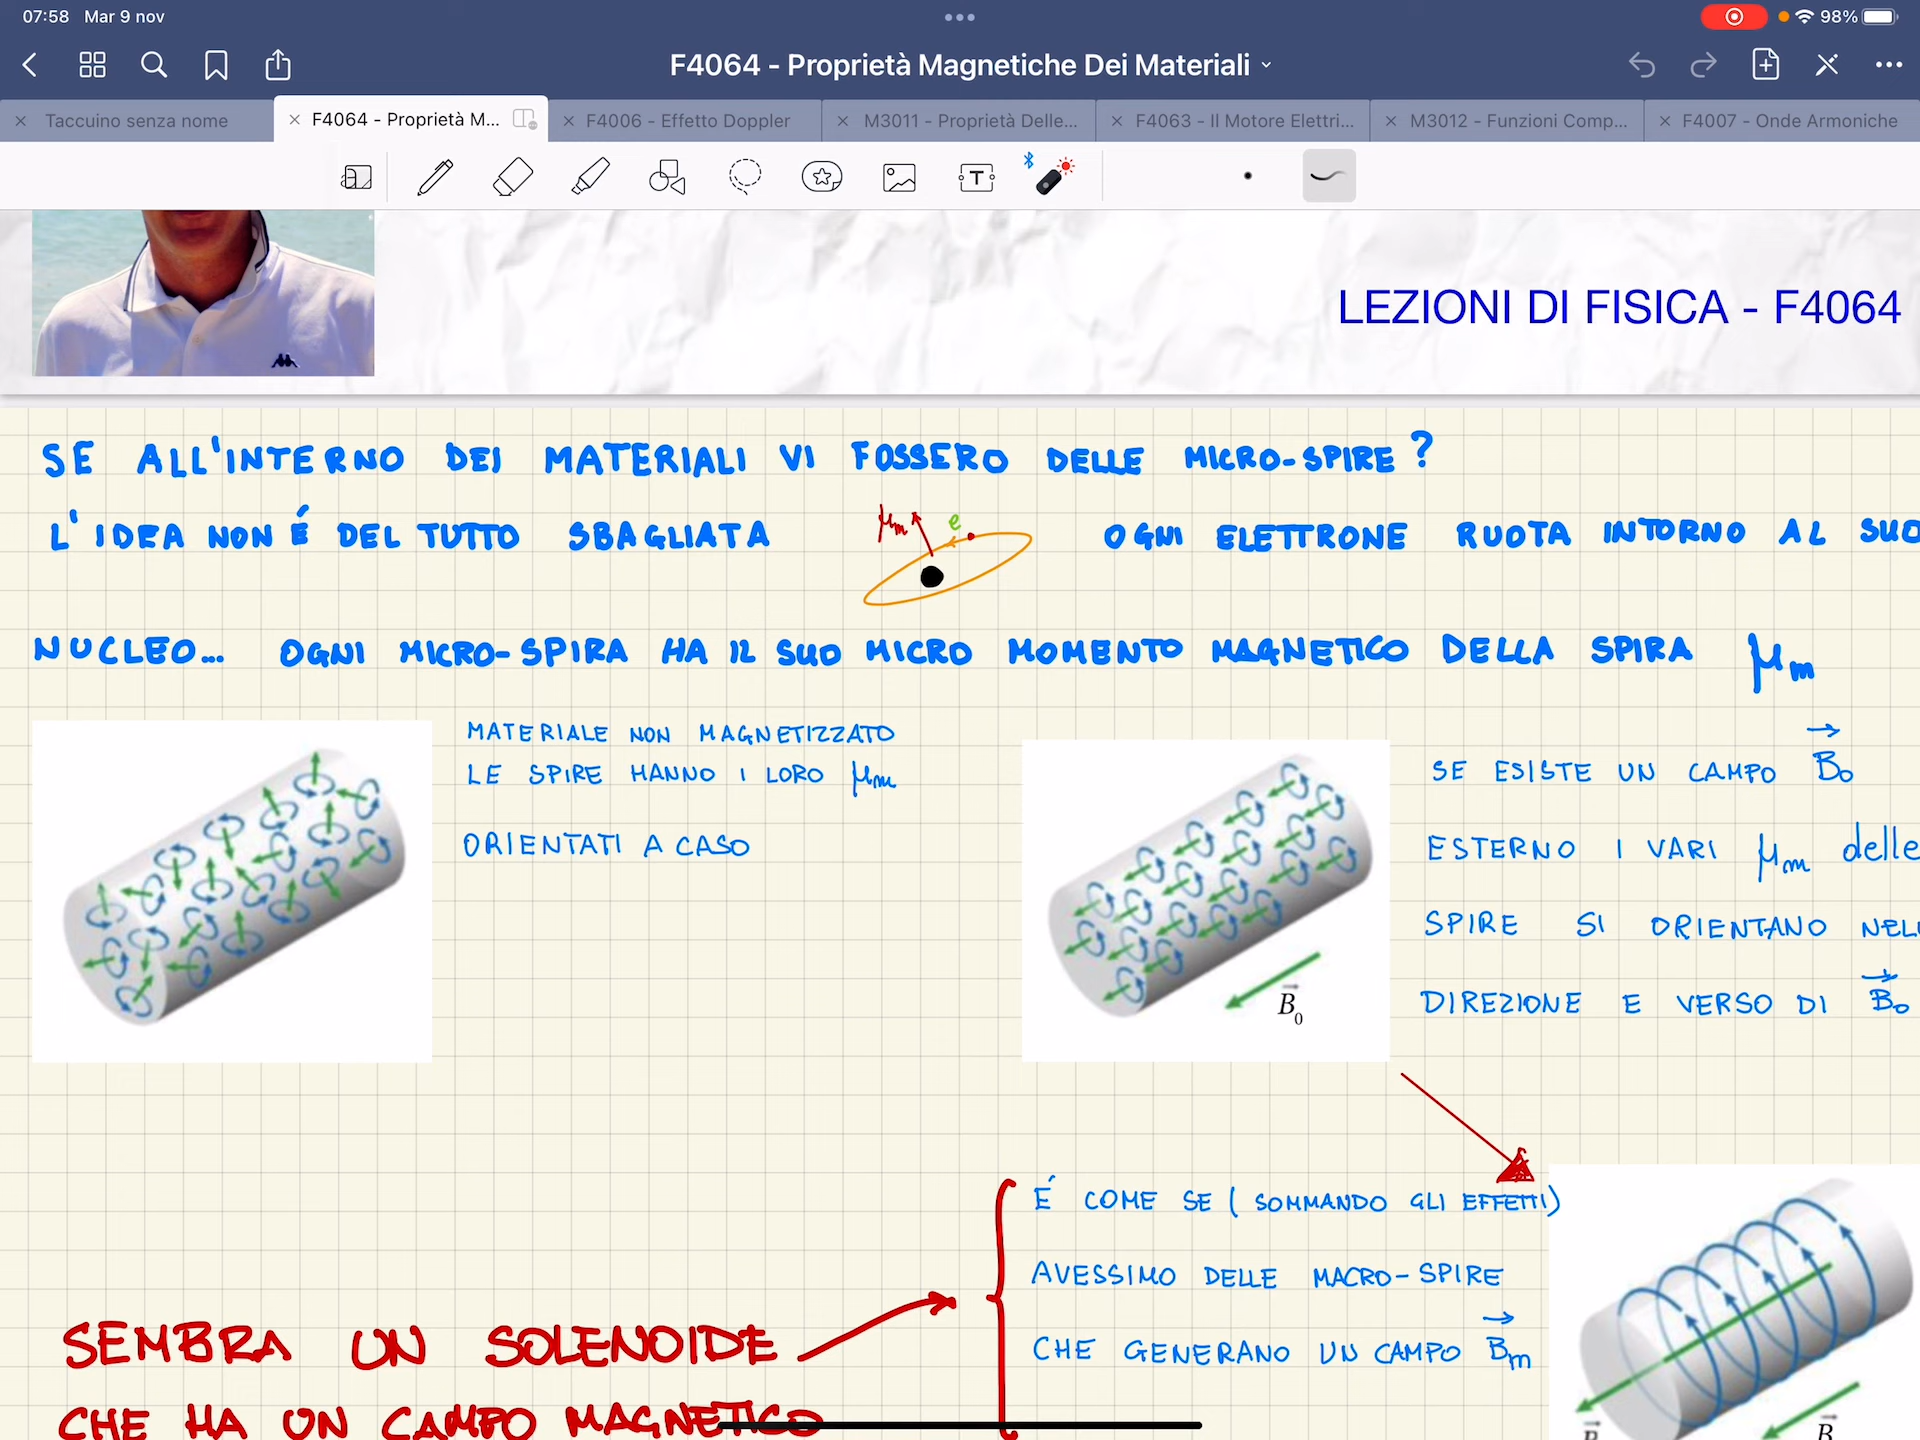 07:58 Mar 9 nov
98%
F4064 - Proprietà Magnetiche Dei Materiali
Taccuino senza nome
F4064 - Proprietà M...
F4006 - Effetto Doppler
M3011 - Proprietà Delle...
F4063 - Il Motore Elettri...
M3012 - Funzioni Comp...
F4007 - Onde Armoniche
LEZIONI DI FISICA - F4064
SE ALL'INTERNO DEI MATERIALI VI FOSSERO DELLE MICRO-SPIRE?
L'IDEA NON É DEL TUTTO SBAGLIATA
μm e
OGNI ELETTRONE RUOTA INTORNO AL SUO
NUCLEO... OGNI MICRO-SPIRA HA IL SUO MICRO MOMENTO MAGNETICO DELLA SPIRA μm
MATERIALE NON MAGNETIZZATO
LE SPIRE HANNO I LORO μm
ORIENTATI A CASO
B⃗0
SE ESISTE UN CAMPO B⃗0
ESTERNO I VARI μm delle
SPIRE SI ORIENTANO NELL
DIREZIONE E VERSO DI B⃗0
É COME SE (SOMMANDO GLI EFFETTI)
AVESSIMO DELLE MACRO-SPIRE
CHE GENERANO UN CAMPO B⃗m
SEMBRA UN SOLENOIDE
CHE HA UN CAMPO MAGNETICO